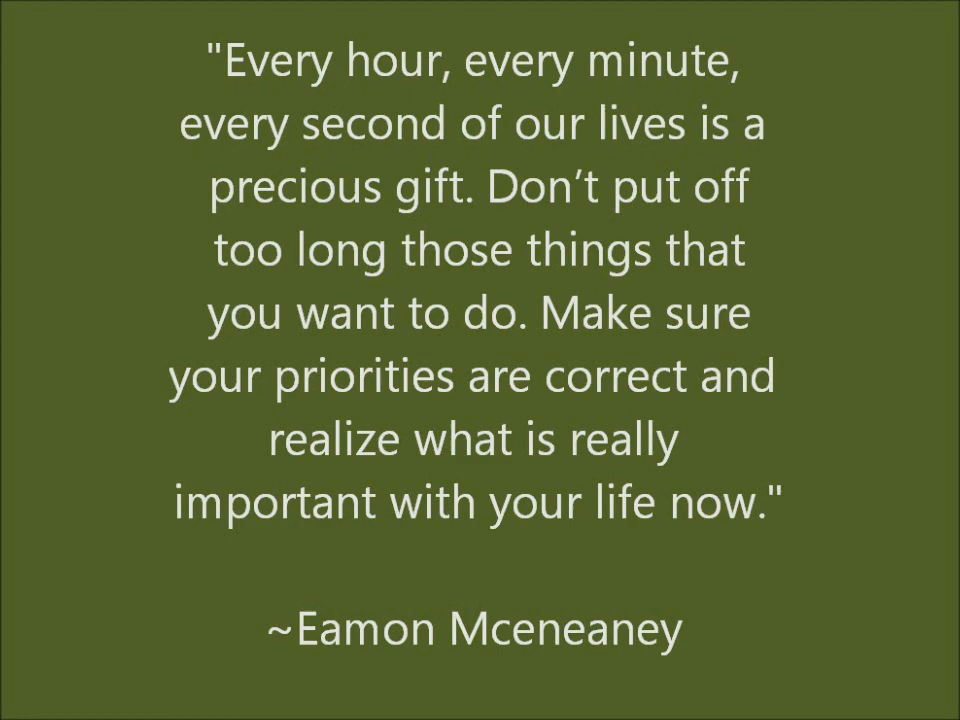 "Every hour, every minute,
every second of our lives is a
precious gift. Don’t put off
too long those things that
you want to do. Make sure
your priorities are correct and
realize what is really
important with your life now."
~Eamon Mceneaney